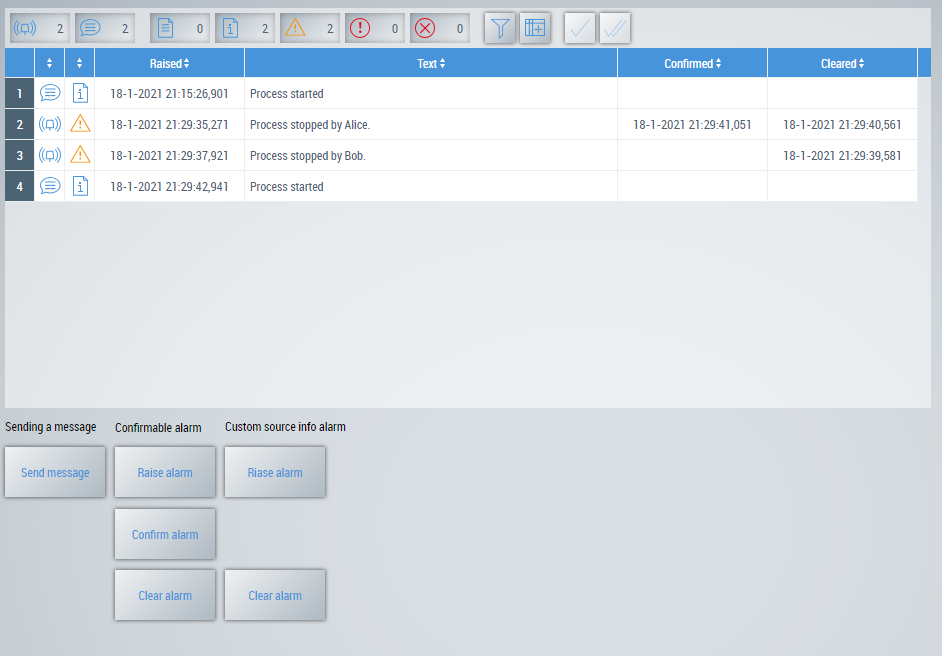 2 2 0 2 2 0 0
Raised Text Confirmed Cleared
1 18-1-2021 21:15:26,901 Process started
2 18-1-2021 21:29:35,271 Process stopped by Alice. 18-1-2021 21:29:41,051 18-1-2021 21:29:40,561
3 18-1-2021 21:29:37,921 Process stopped by Bob. 18-1-2021 21:29:39,581
4 18-1-2021 21:29:42,941 Process started
Sending a message Confirmable alarm Custom source info alarm
Send message Raise alarm Riase alarm
Confirm alarm
Clear alarm Clear alarm